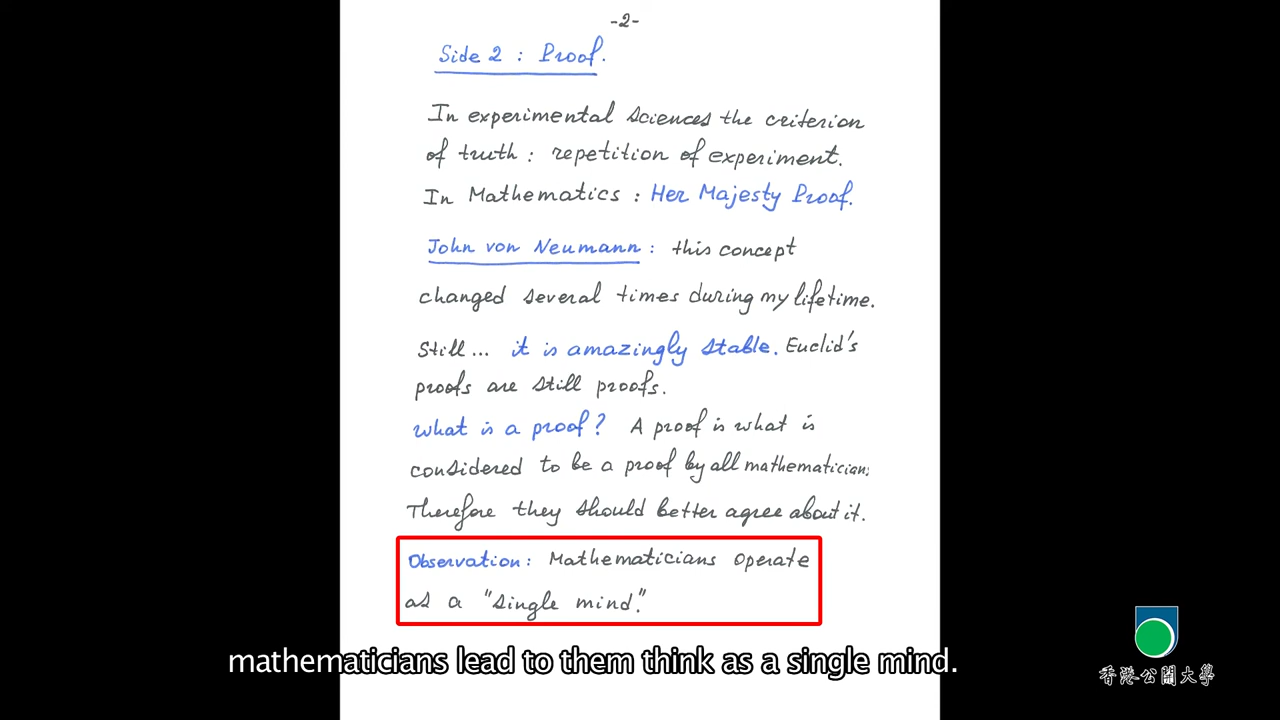 -2-
Side 2 : Proof.
In experimental sciences the criterion
of truth : repetition of experiment.
In Mathematics : Her Majesty Proof.
John von Neumann : this concept
changed several times during my lifetime.
Still... it is amazingly stable. Euclid's
proofs are still proofs.
what is a proof? A proof is what is
considered to be a proof by all mathematicians
Therefore they should better agree about it.
Observation: Mathematicians operate
as a "single mind."
mathematicians lead to them think as a single mind.
香港公開大學